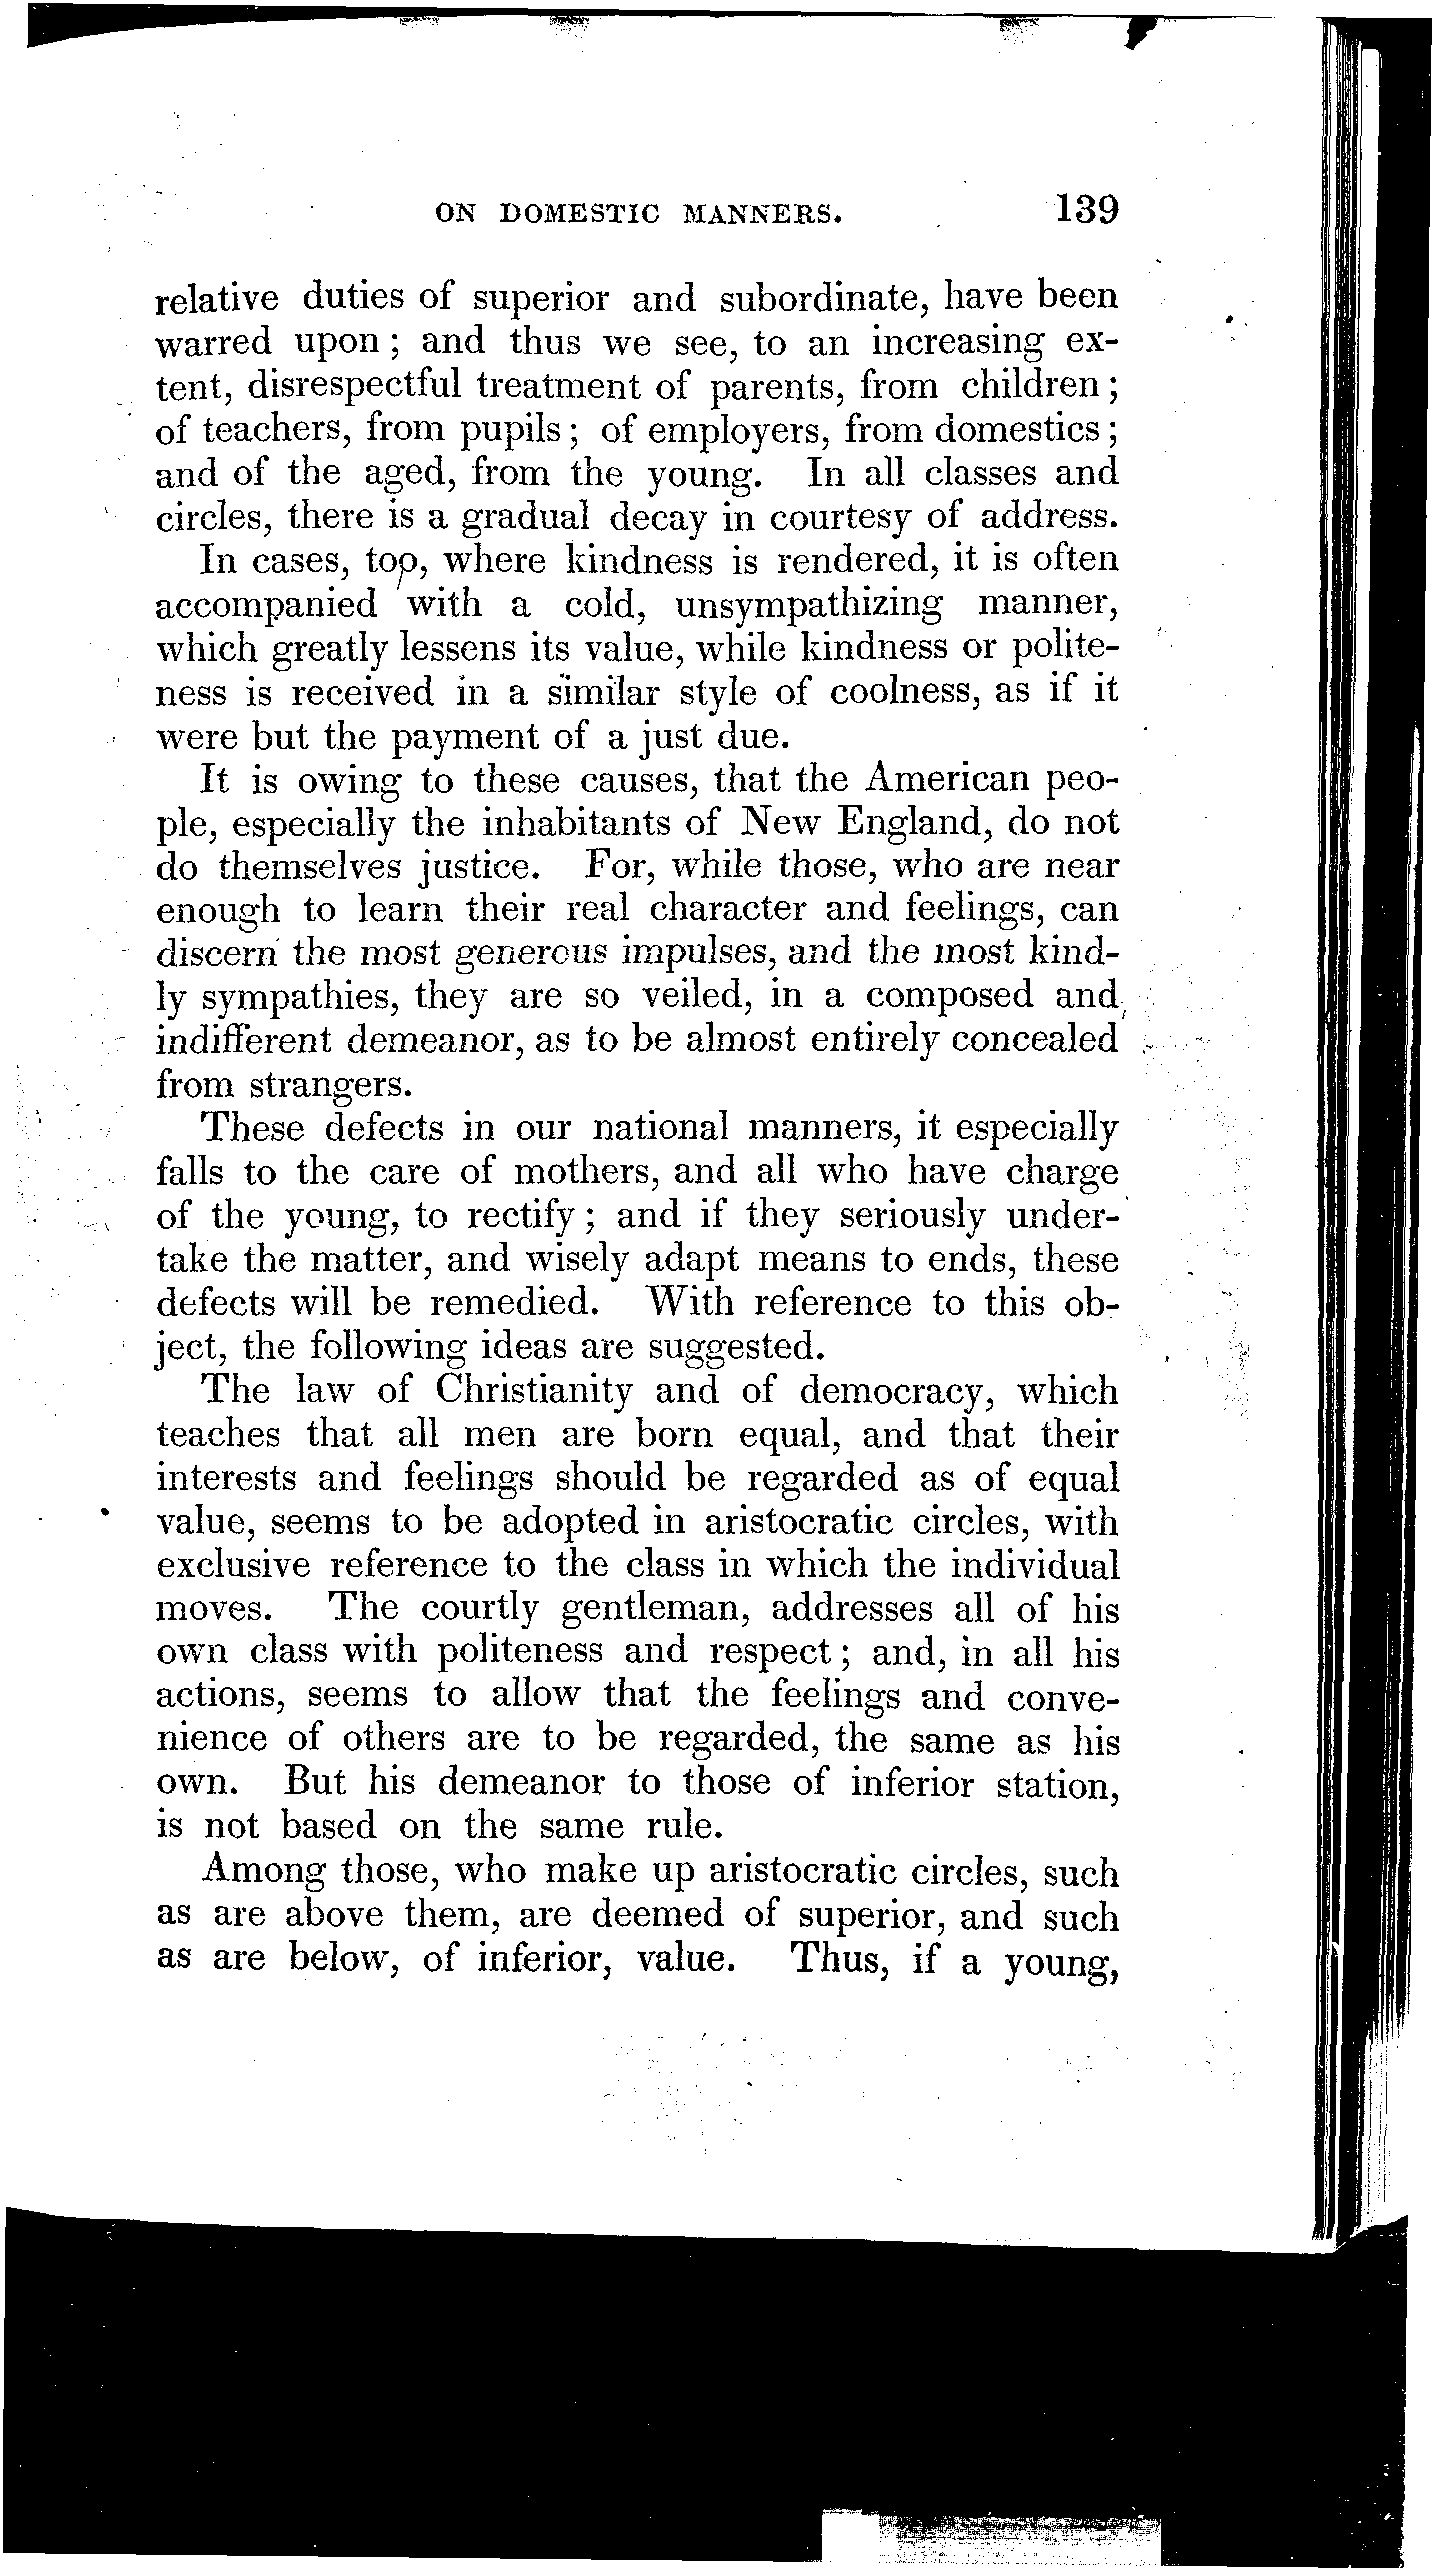 ON DOMESTIC MANNERS. 139
relative duties of superior and subordinate, have been
warred upon; and thus we see, to an increasing ex-
tent, disrespectful treatment of parents, from children;
of teachers, from pupils; of employers, from domestics;
and of the aged, from the young. In all classes and
circles, there is a gradual decay in courtesy of address.
In cases, too, where kindness is rendered, it is often
accompanied with a cold, unsympathizing manner,
which greatly lessens its value, while kindness or polite-
ness is received in a similar style of coolness, as if it
were but the payment of a just due.
It is owing to these causes, that the American peo-
ple, especially the inhabitants of New England, do not
do themselves justice. For, while those, who are near
enough to learn their real character and feelings, can
discern the most generous impulses, and the most kind-
ly sympathies, they are so veiled, in a composed and
indifferent demeanor, as to be almost entirely concealed
from strangers.
These defects in our national manners, it especially
falls to the care of mothers, and all who have charge
of the young, to rectify; and if they seriously under-
take the matter, and wisely adapt means to ends, these
defects will be remedied. With reference to this ob-
ject, the following ideas are suggested.
The law of Christianity and of democracy, which
teaches that all men are born equal, and that their
interests and feelings should be regarded as of equal
value, seems to be adopted in aristocratic circles, with
exclusive reference to the class in which the individual
moves. The courtly gentleman, addresses all of his
own class with politeness and respect; and, in all his
actions, seems to allow that the feelings and conve-
nience of others are to be regarded, the same as his
own. But his demeanor to those of inferior station,
is not based on the same rule.
Among those, who make up aristocratic circles, such
as are above them, are deemed of superior, and such
as are below, of inferior, value. Thus, if a young,